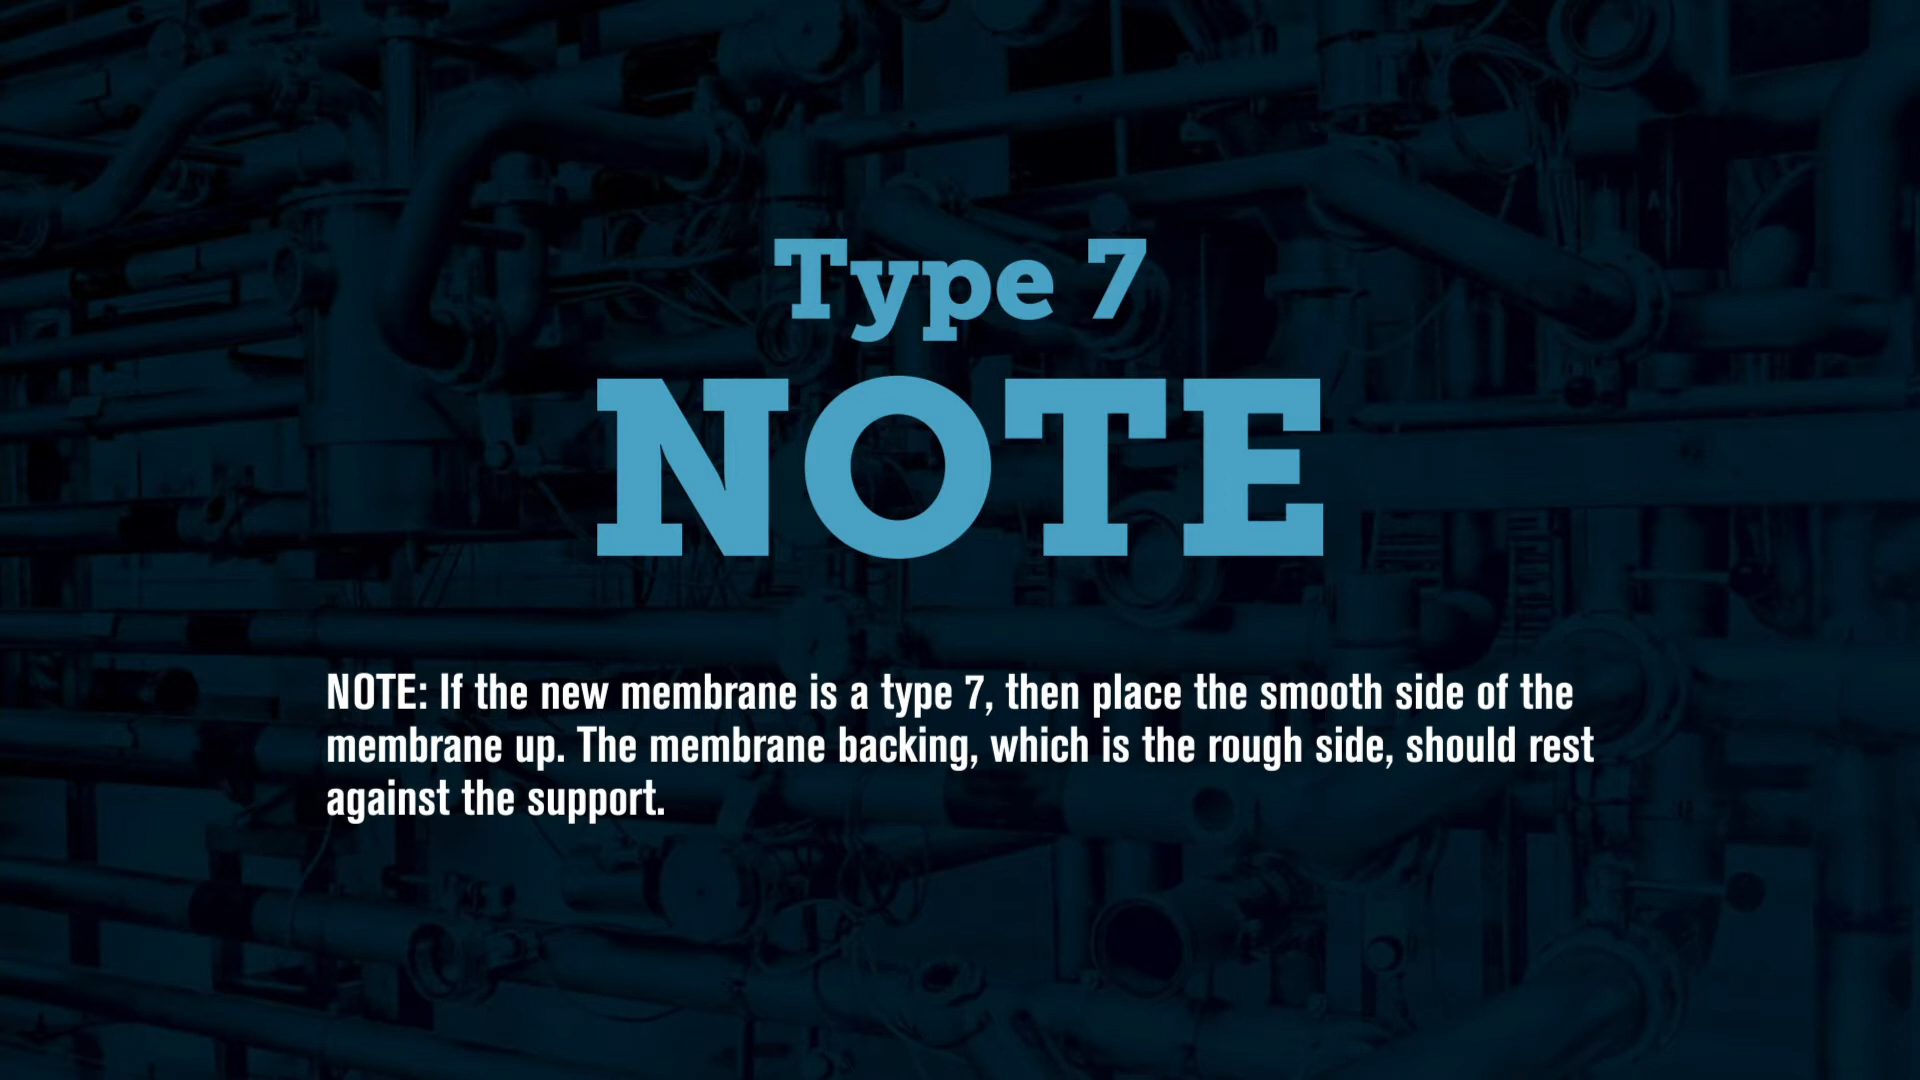 Type 7
NOTE
NOTE: If the new membrane is a type 7, then place the smooth side of the
membrane up. The membrane backing, which is the rough side, should rest
against the support.